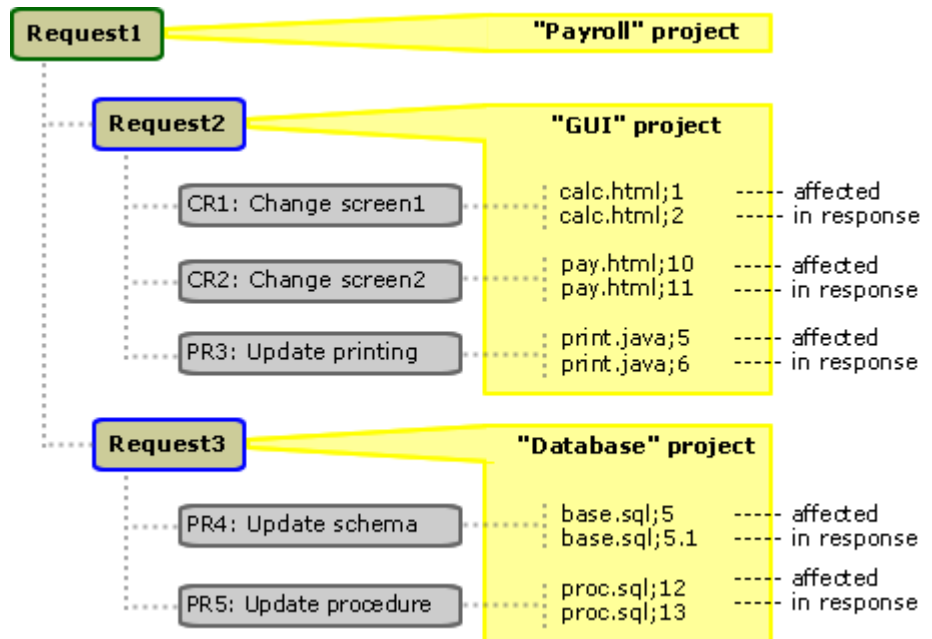 Request1
"Payroll" project
Request2
"GUI" project
CR1: Change screen1
calc.html;1 ----- affected
calc.html;2 ----- in response
CR2: Change screen2
pay.html;10 ----- affected
pay.html;11 ----- in response
PR3: Update printing
print.java;5 ----- affected
print.java;6 ----- in response
Request3
"Database" project
PR4: Update schema
base.sql;5 ----- affected
base.sql;5.1 ----- in response
PR5: Update procedure
proc.sql;12 ----- affected
proc.sql;13 ----- in response